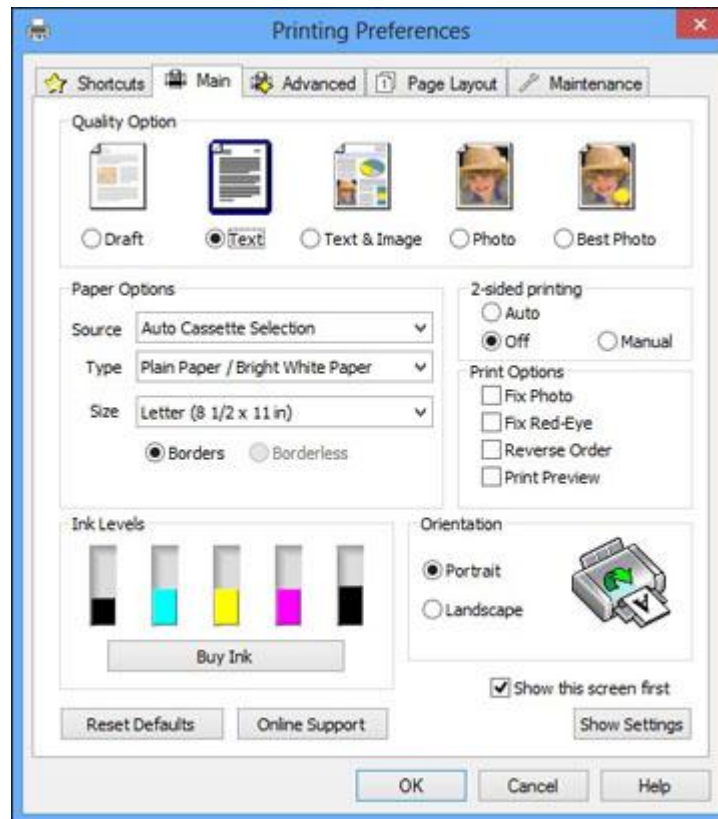 Printing Preferences
Shortcuts Main Advanced 1 Page Layout Maintenance
Quality Option
Draft Text Text & Image Photo Best Photo
Paper Options
Source Auto Cassette Selection
Type Plain Paper / Bright White Paper
Size Letter (8 1/2 x 11 in)
Borders Borderless
2-sided printing
Auto
Off Manual
Print Options
Fix Photo
Fix Red-Eye
Reverse Order
Print Preview
Ink Levels
Buy Ink
Orientation
Portrait
Landscape
A
Show this screen first
Reset Defaults Online Support Show Settings
OK Cancel Help